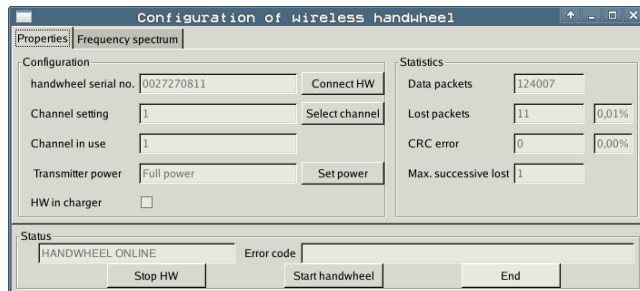 Configuration of wireless handwheel
Properties Frequency spectrum
Configuration
handwheel serial no. 0027270811 Connect HW
Channel setting 1 Select channel
Channel in use 1
Transmitter power Full power Set power
HW in charger
Statistics
Data packets 124007
Lost packets 11 0,01%
CRC error 0 0,00%
Max. successive lost 1
Status
HANDWHEEL ONLINE Error code
Stop HW Start handwheel End